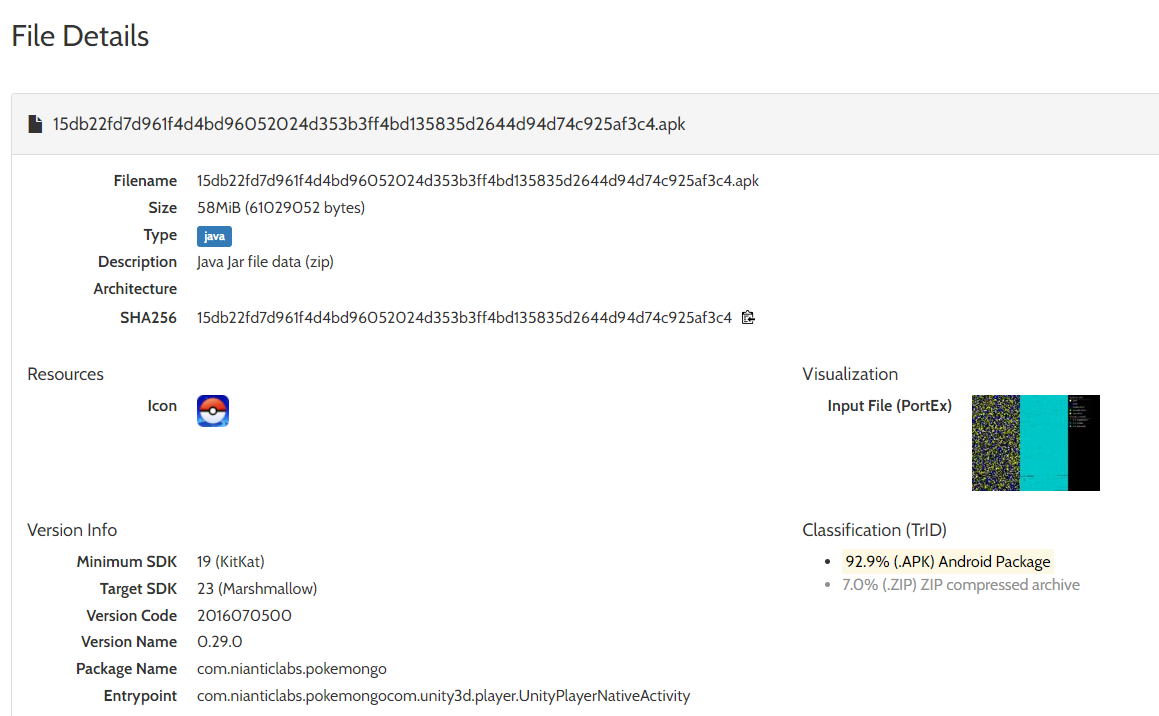 File Details
15db22fd7d961f4d4bd96052024d353b3ff4bd135835d2644d94d74c925af3c4.apk
Filename 15db22fd7d961f4d4bd96052024d353b3ff4bd135835d2644d94d74c925af3c4.apk
Size 58MiB (61029052 bytes)
Type java
Description Java Jar file data (zip)
Architecture
SHA256 15db22fd7d961f4d4bd96052024d353b3ff4bd135835d2644d94d74c925af3c4
Resources
Icon
Visualization
Input File (PortEx)
Version Info
Minimum SDK 19 (KitKat)
Target SDK 23 (Marshmallow)
Version Code 2016070500
Version Name 0.29.0
Package Name com.nianticlabs.pokemongo
Entrypoint com.nianticlabs.pokemongocom.unity3d.player.UnityPlayerNativeActivity
Classification (TrID)
92.9% (.APK) Android Package
7.0% (.ZIP) ZIP compressed archive